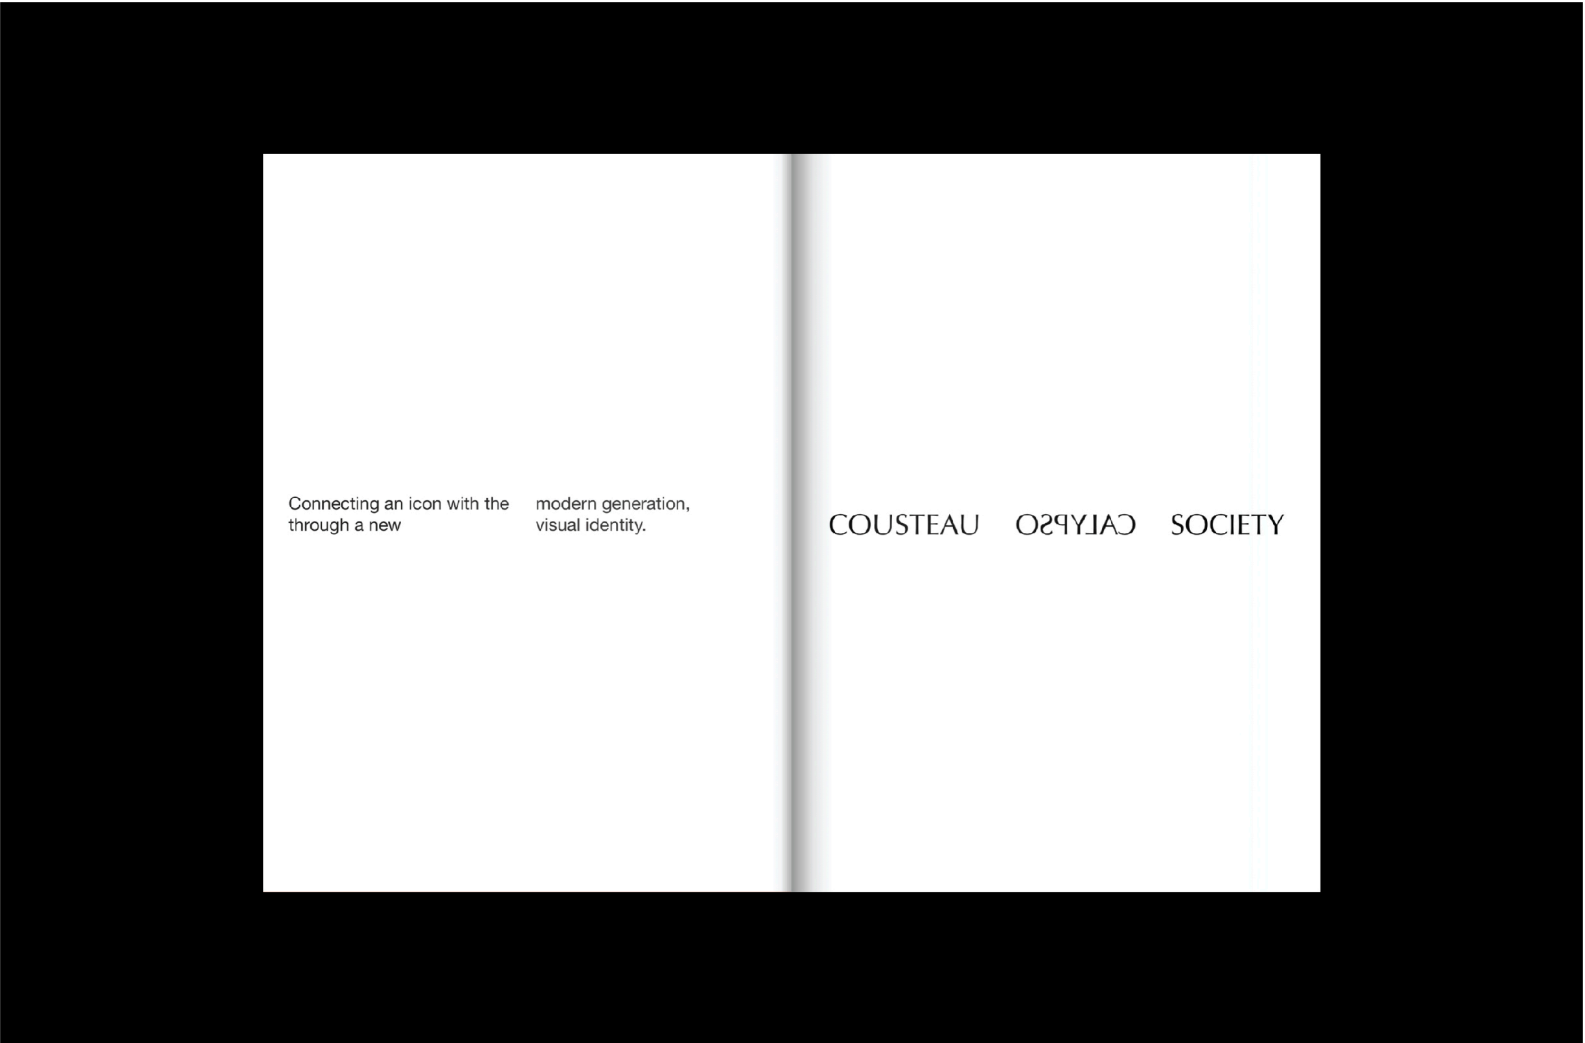 Connecting an icon with the modern generation,
through a new visual identity.
COUSTEAU CALYPSO SOCIETY